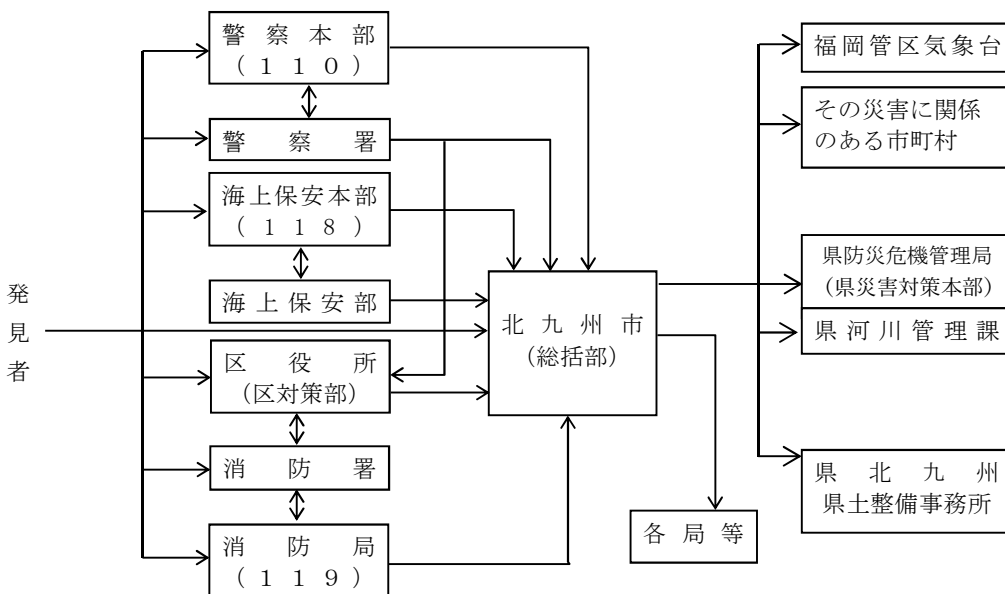 発見者
警察本部
(110)
警察署
海上保安本部
(118)
海上保安部
区役所
(区対策部)
消防署
消防局
(119)
北九州市
(総括部)
各局等
福岡管区気象台
その災害に関係
のある市町村
県防災危機管理局
(県災害対策本部)
県河川管理課
県北九州
県土整備事務所